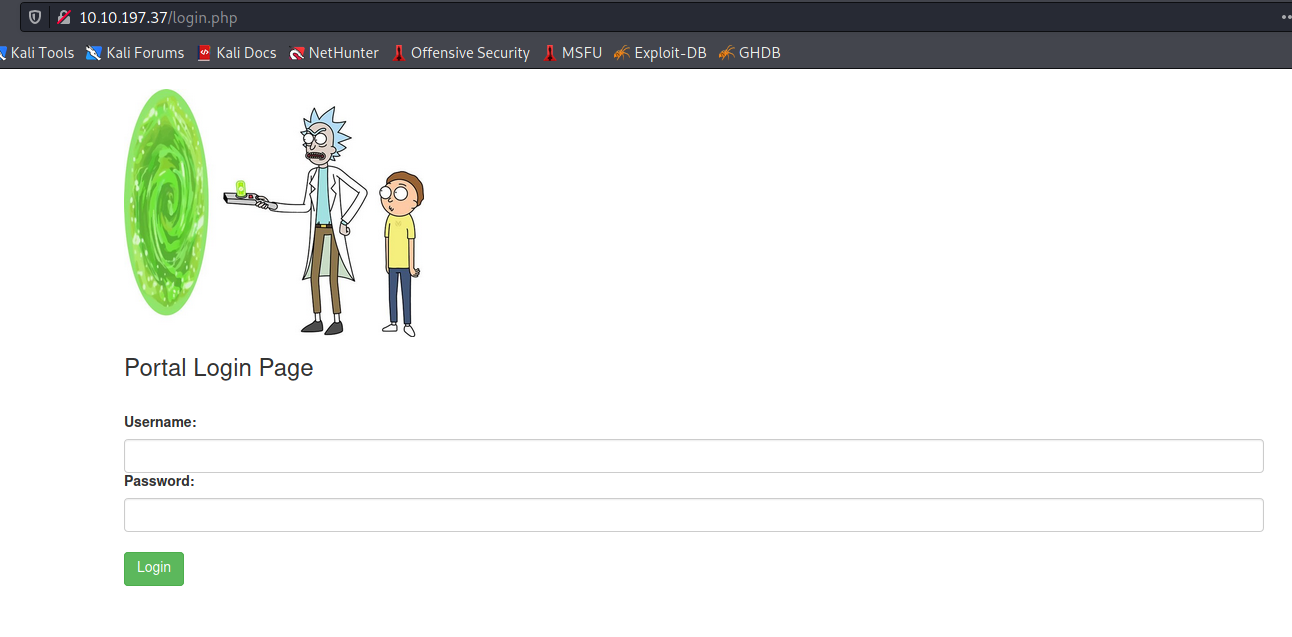 10.10.197.37/login.php
Kali Tools Kali Forums Kali Docs NetHunter Offensive Security MSFU Exploit-DB GHDB
Portal Login Page
Username:
Password:
Login